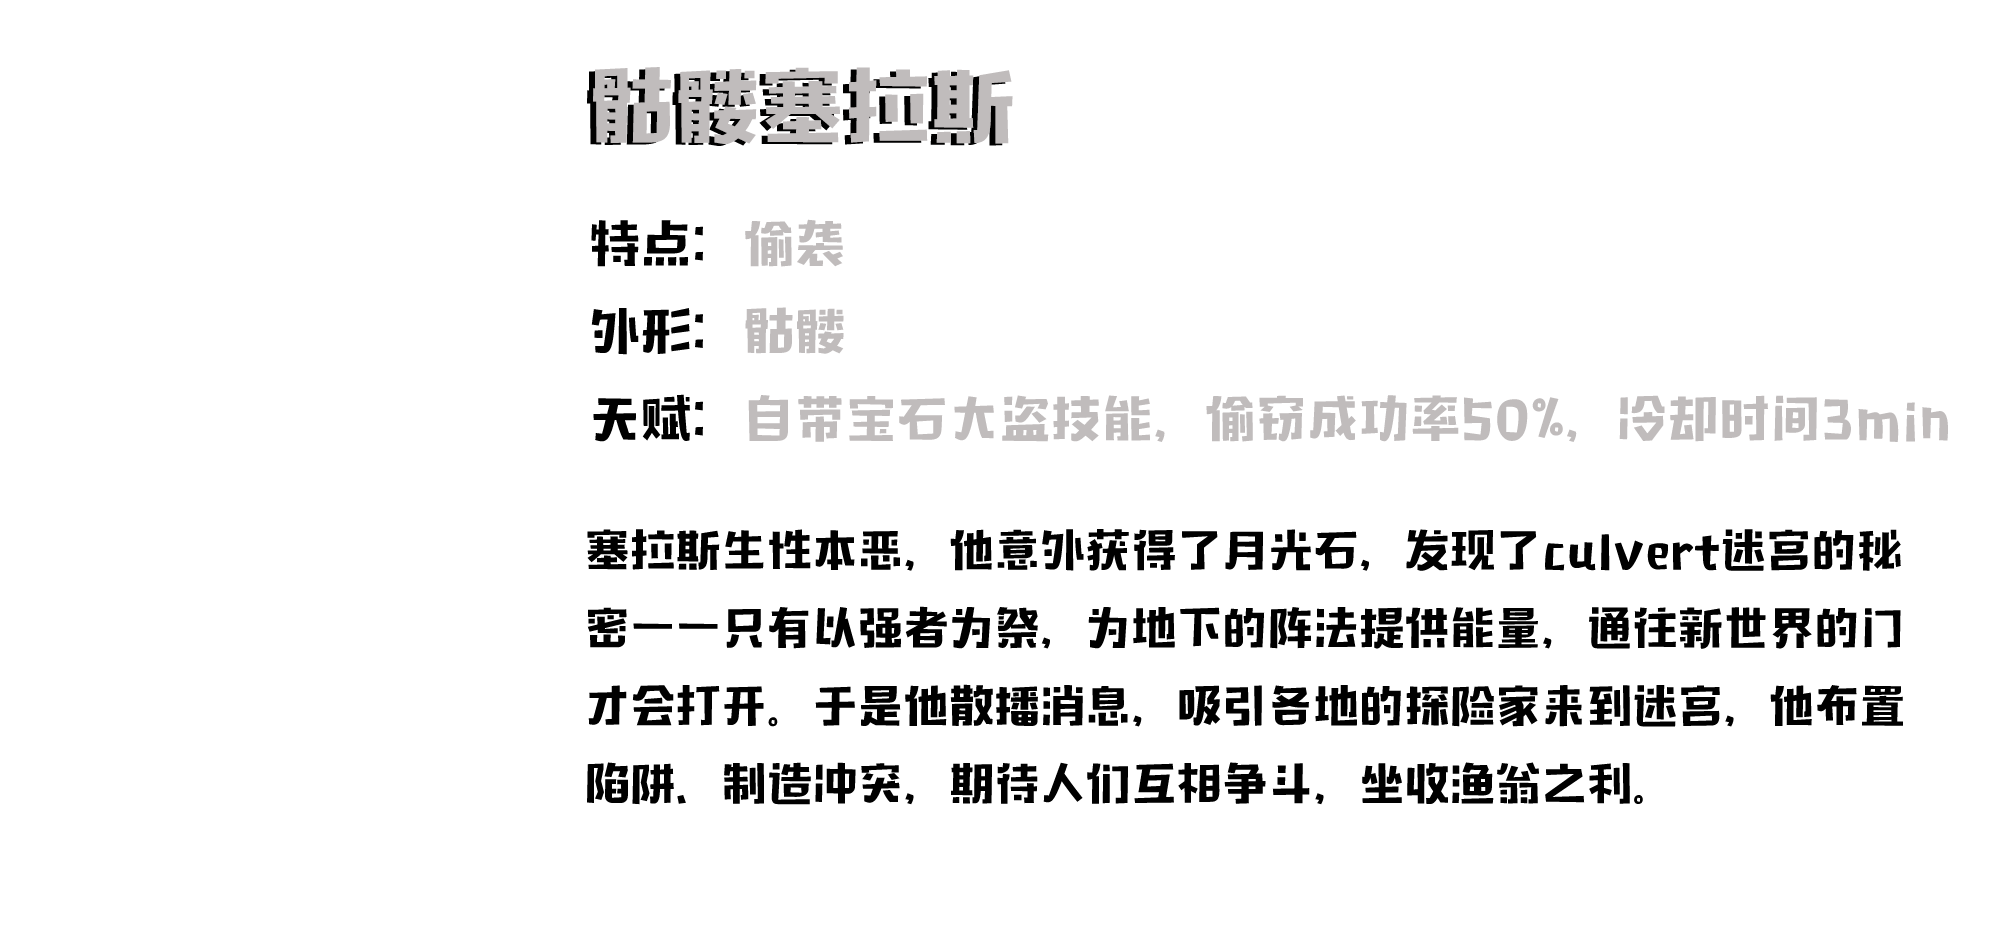 骷髅塞拉斯
特点：偷袭
外形：骷髅
天赋：自带宝石大盗技能，偷窃成功率50%，冷却时间3min
塞拉斯生性本恶，他意外获得了月光石，发现了culvert迷宫的秘
密一一只有以强者为祭，为地下的阵法提供能量，通往新世界的门
才会打开。于是他散播消息，吸引各地的探险家来到迷宫，他布置
陷阱、制造冲突，期待人们互相争斗，坐收渔翁之利。